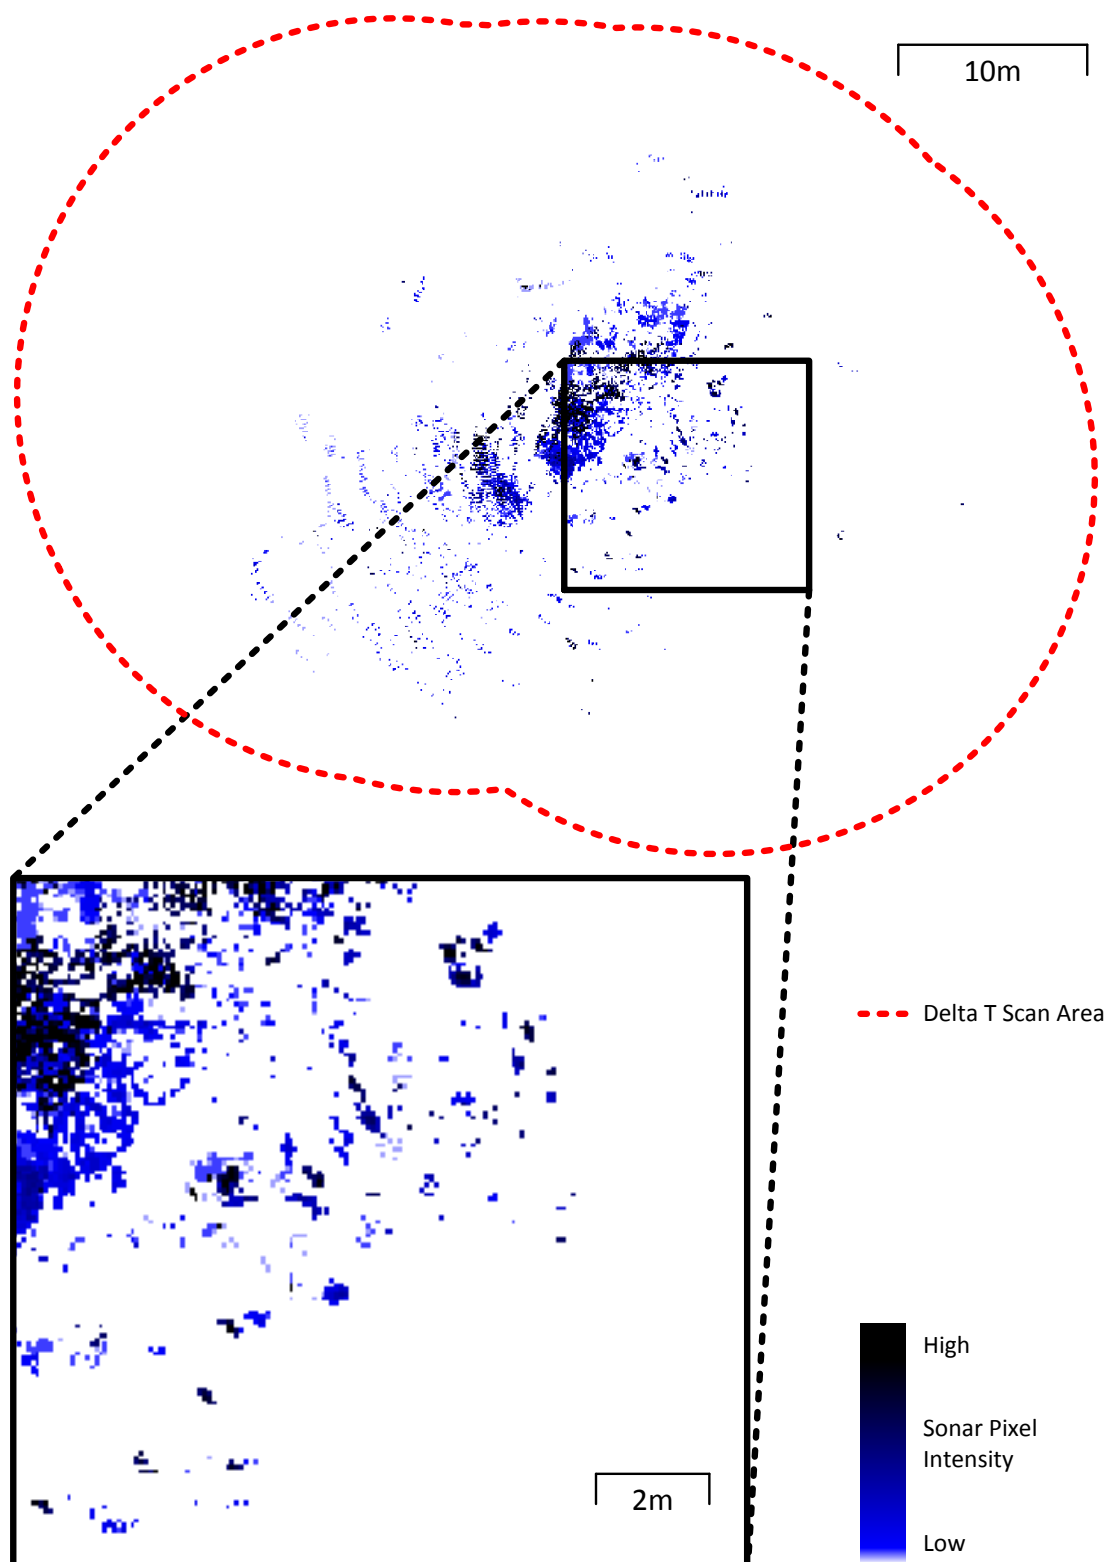 10m
Delta T Scan Area
High
Sonar Pixel
Intensity
2m
Low